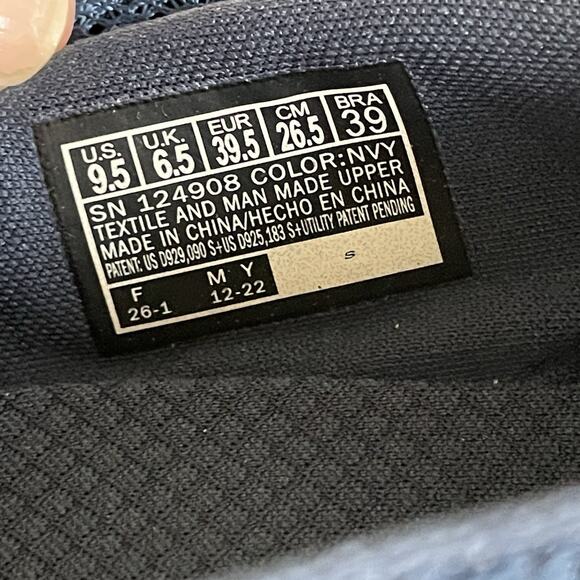 U.S. U.K. EUR CM BRA
9.5 6.5 39.5 26.5 39
SN 124908 COLOR:NVY
TEXTILE AND MAN MADE UPPER
MADE IN CHINA/HECHO EN CHINA
PATENT: US D929,090 S+US D925,183 S+UTILITY PATENT PENDING
F M Y S
26-1 12-22